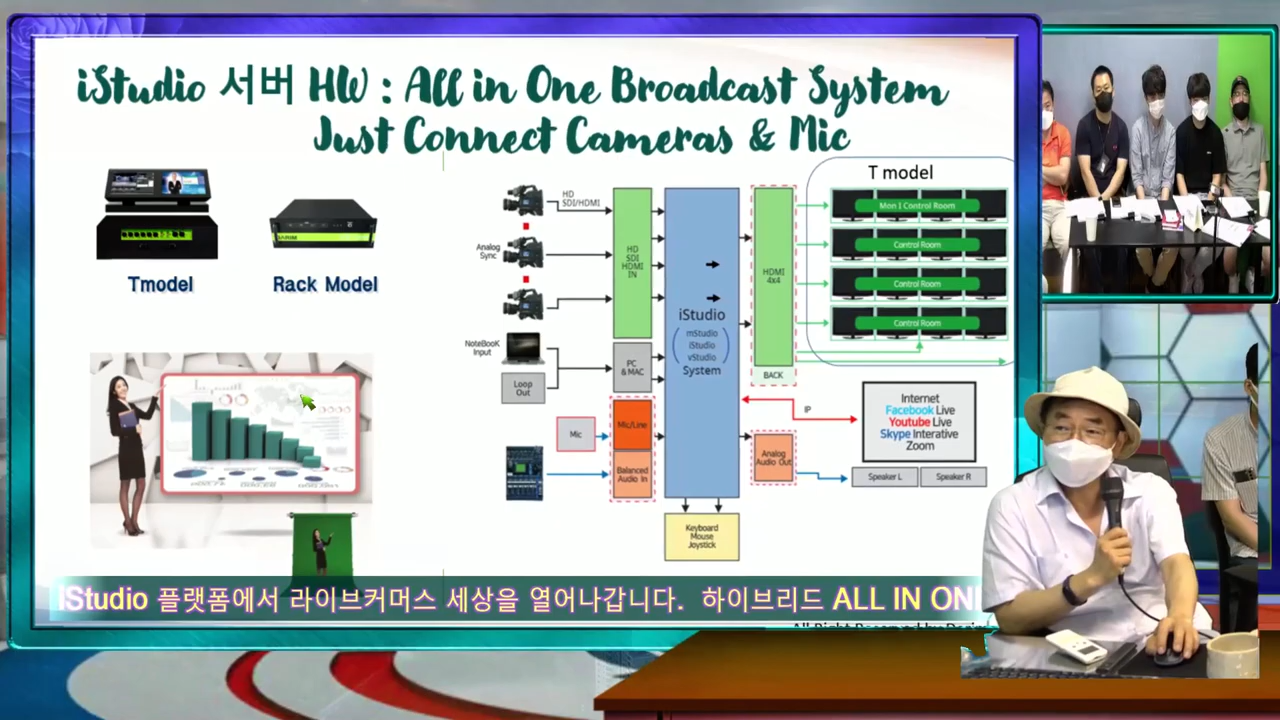 iStudio 서버 HW : All in One Broadcast System
Just Connect Cameras & Mic
Tmodel
Rack Model
HD
SDI/HDMI
Analog
Sync
NoteBooK
Input
Loop
Out
Mic
HD
SDI
HDMI
IN
PC
& MAC
Mic/Line
Balanced
Audio In
iStudio
mStudio
iStudio
vStudio
System
Keyboard
Mouse
Joystick
HDMI
4x4
BACK
IP
Analog
Audio Out
T model
Mon 1 Control Room
Control Room
Control Room
Control Room
Internet
Facebook Live
Youtube Live
Skype Interative
Zoom
Speaker L
Speaker R
iStudio 플랫폼에서 라이브커머스 세상을 열어나갑니다. 하이브리드 ALL IN ON